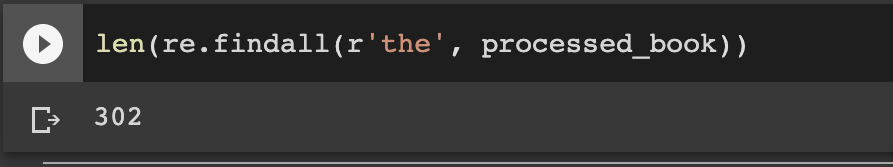 len(re.findall(r'the', processed_book))
302